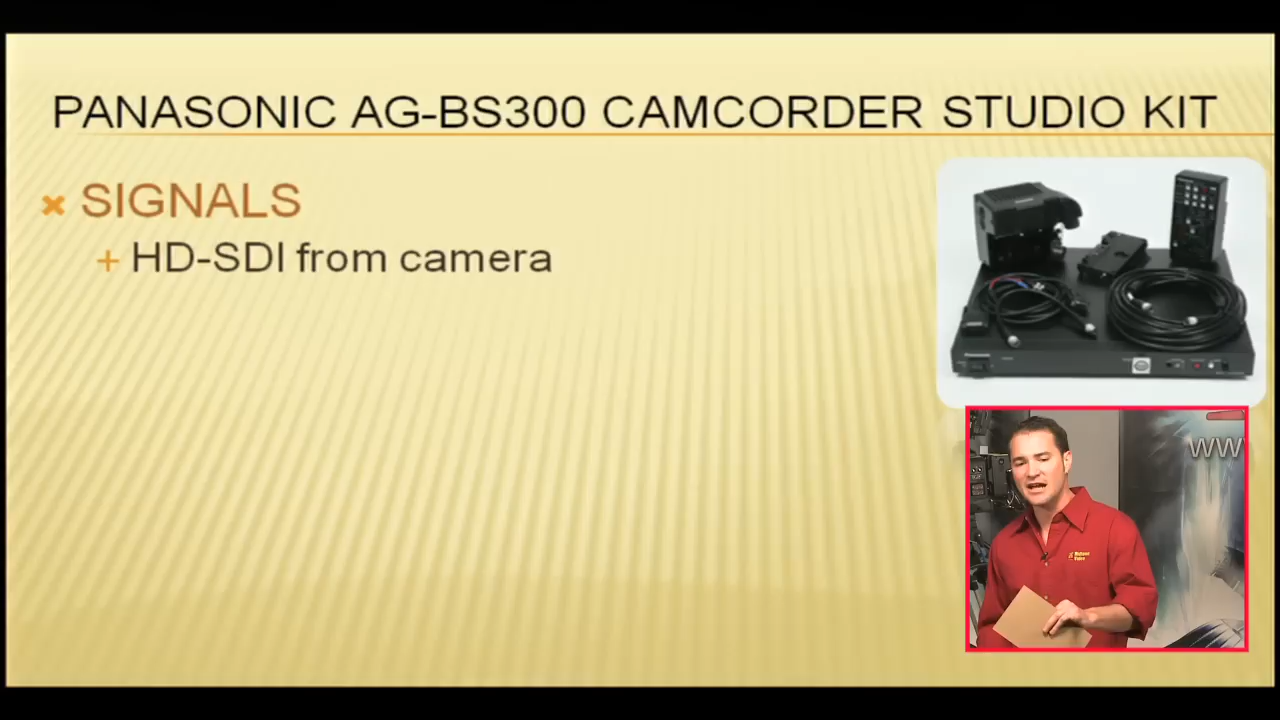 PANASONIC AG-BS300 CAMCORDER STUDIO KIT
SIGNALS
HD-SDI from camera
WW